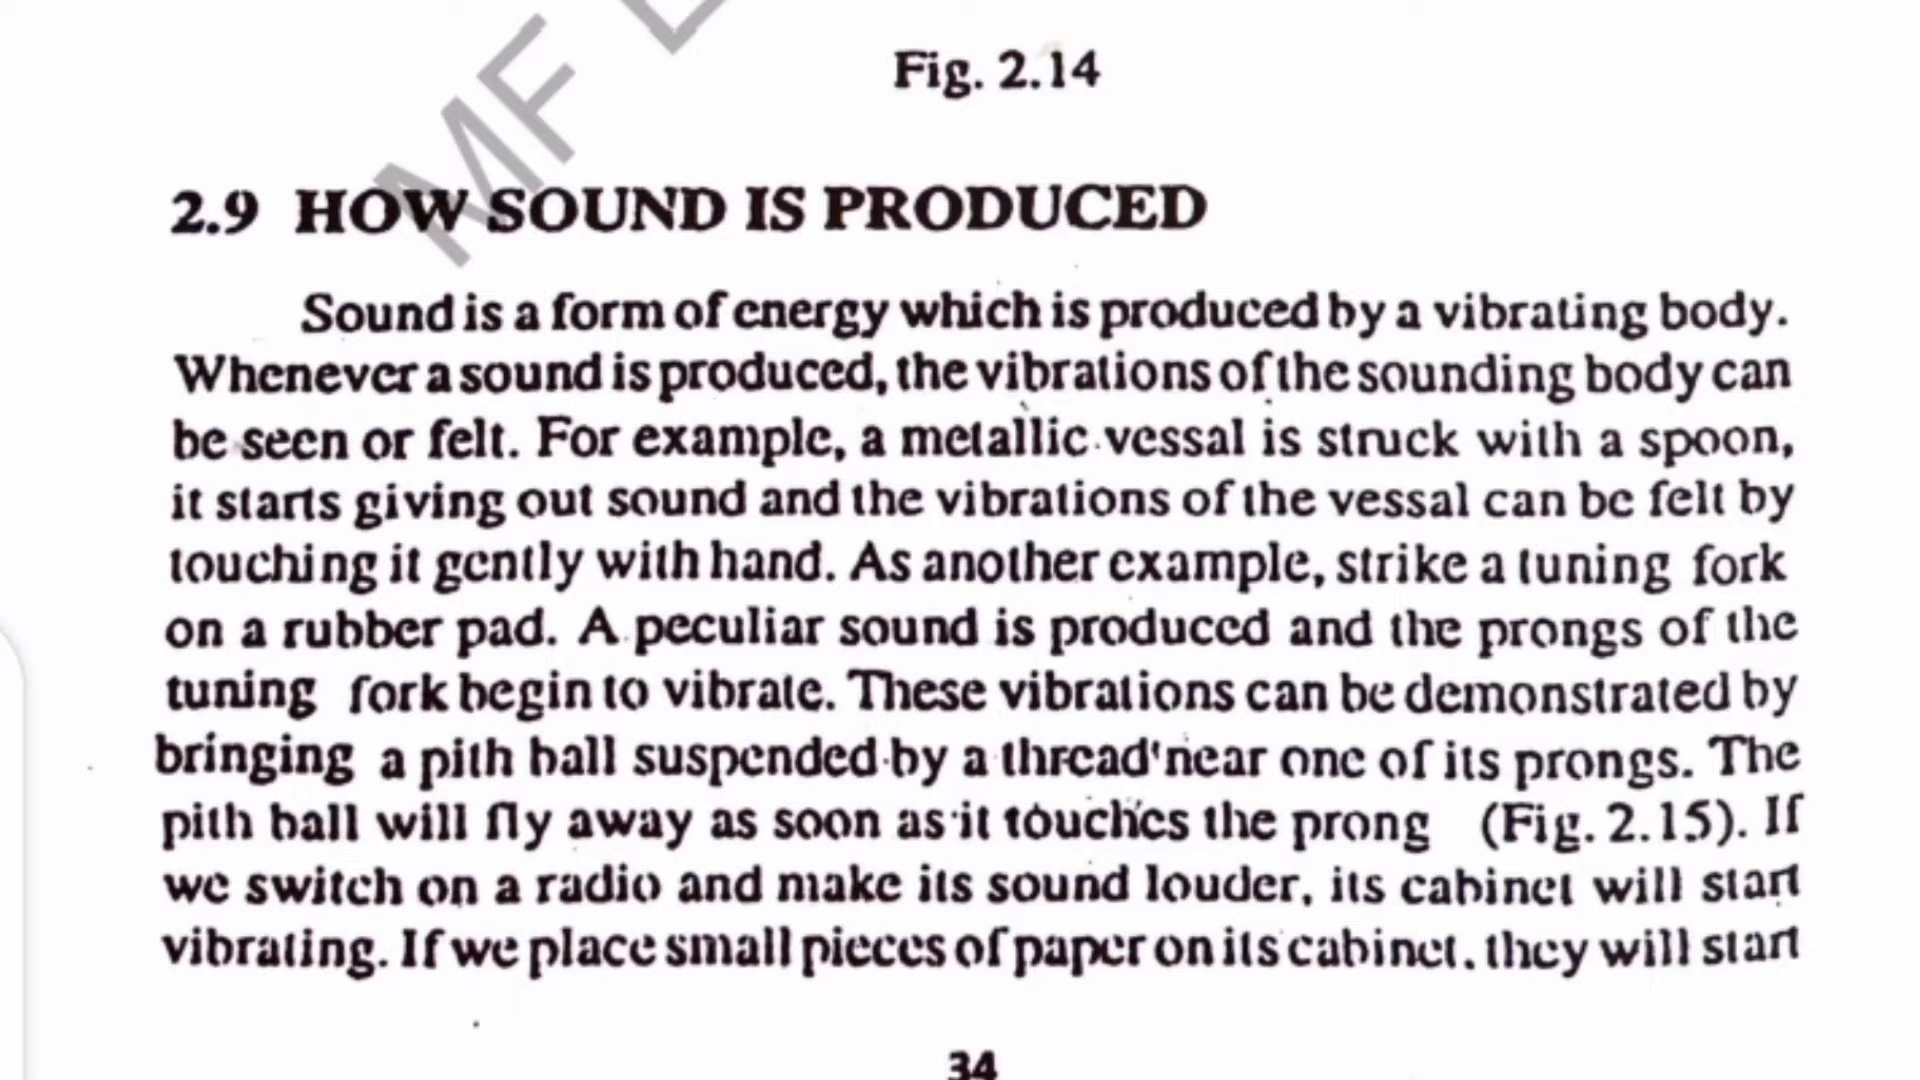 MF
Fig. 2.14
2.9 HOW SOUND IS PRODUCED
Sound is a form of energy which is produced by a vibrating body.
Whenever a sound is produced, the vibrations of the sounding body can
be seen or felt. For example, a metallic vessal is struck with a spoon,
it starts giving out sound and the vibrations of the vessal can be felt by
touching it gently with hand. As another example, strike a tuning fork
on a rubber pad. A peculiar sound is produced and the prongs of the
tuning fork begin to vibrate. These vibrations can be demonstrated by
bringing a pith ball suspended by a thread near one of its prongs. The
pith ball will fly away as soon as it touches the prong (Fig. 2.15). If
we switch on a radio and make its sound louder, its cabinet will start
vibrating. If we place small pieces of paper on its cabinet. they will start
34